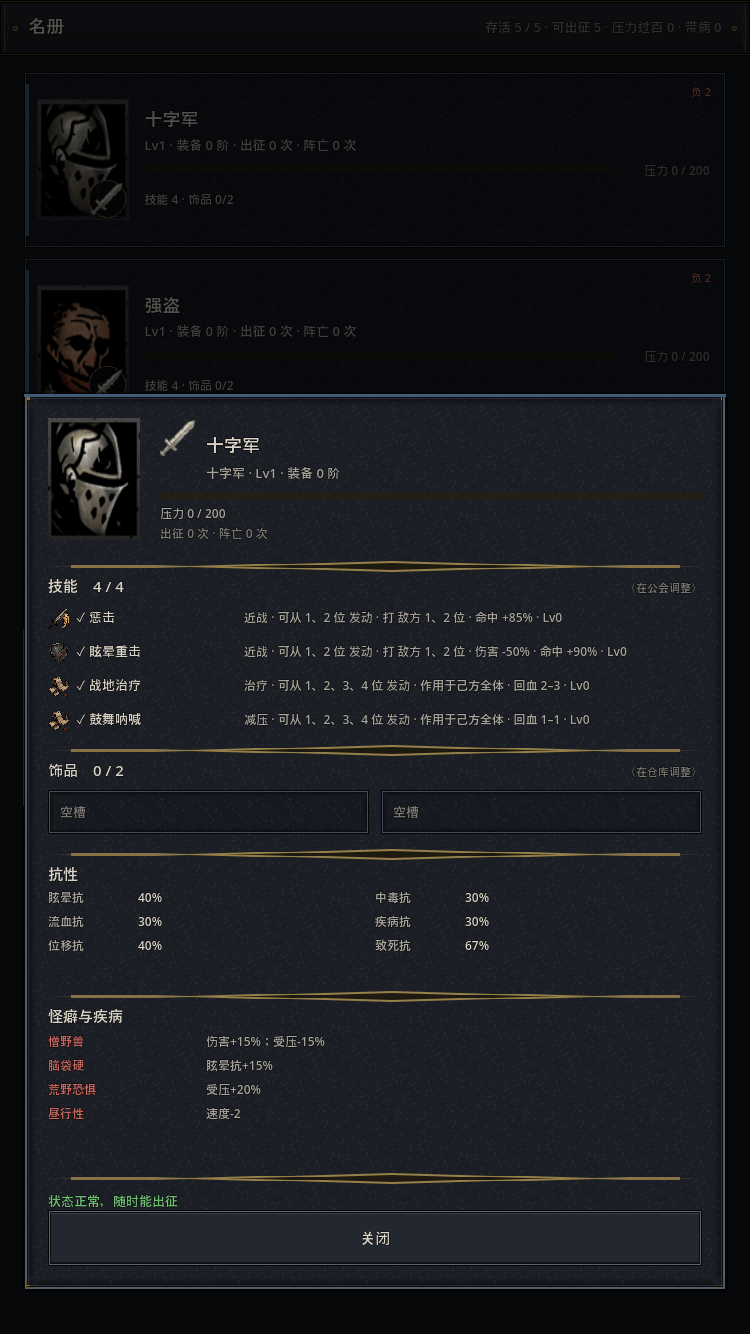 名册
存活 5 / 5 · 可出征 5 · 压力过百 0 · 带病 0
负 2
十字军
Lv1 · 装备 0 阶 · 出征 0 次 · 阵亡 0 次
压力 0 / 200
技能 4 · 饰品 0/2
负 2
强盗
Lv1 · 装备 0 阶 · 出征 0 次 · 阵亡 0 次
压力 0 / 200
技能 4 · 饰品 0/2
十字军
十字军 · Lv1 · 装备 0 阶
压力 0 / 200
出征 0 次 · 阵亡 0 次
技能 4 / 4 （在公会调整）
✓ 惩击 近战 · 可从 1、2 位 发动 · 打 敌方 1、2 位 · 命中 +85% · Lv0
✓ 眩晕重击 近战 · 可从 1、2 位 发动 · 打 敌方 1、2 位 · 伤害 -50% · 命中 +90% · Lv0
✓ 战地治疗 治疗 · 可从 1、2、3、4 位 发动 · 作用于己方全体 · 回血 2–3 · Lv0
✓ 鼓舞呐喊 减压 · 可从 1、2、3、4 位 发动 · 作用于己方全体 · 回血 1–1 · Lv0
饰品 0 / 2 （在仓库调整）
空槽 空槽
抗性
眩晕抗 40% 中毒抗 30%
流血抗 30% 疾病抗 30%
位移抗 40% 致死抗 67%
怪癖与疾病
憎野兽 伤害+15%；受压-15%
脑袋硬 眩晕抗+15%
荒野恐惧 受压+20%
昼行性 速度-2
状态正常，随时能出征
关闭